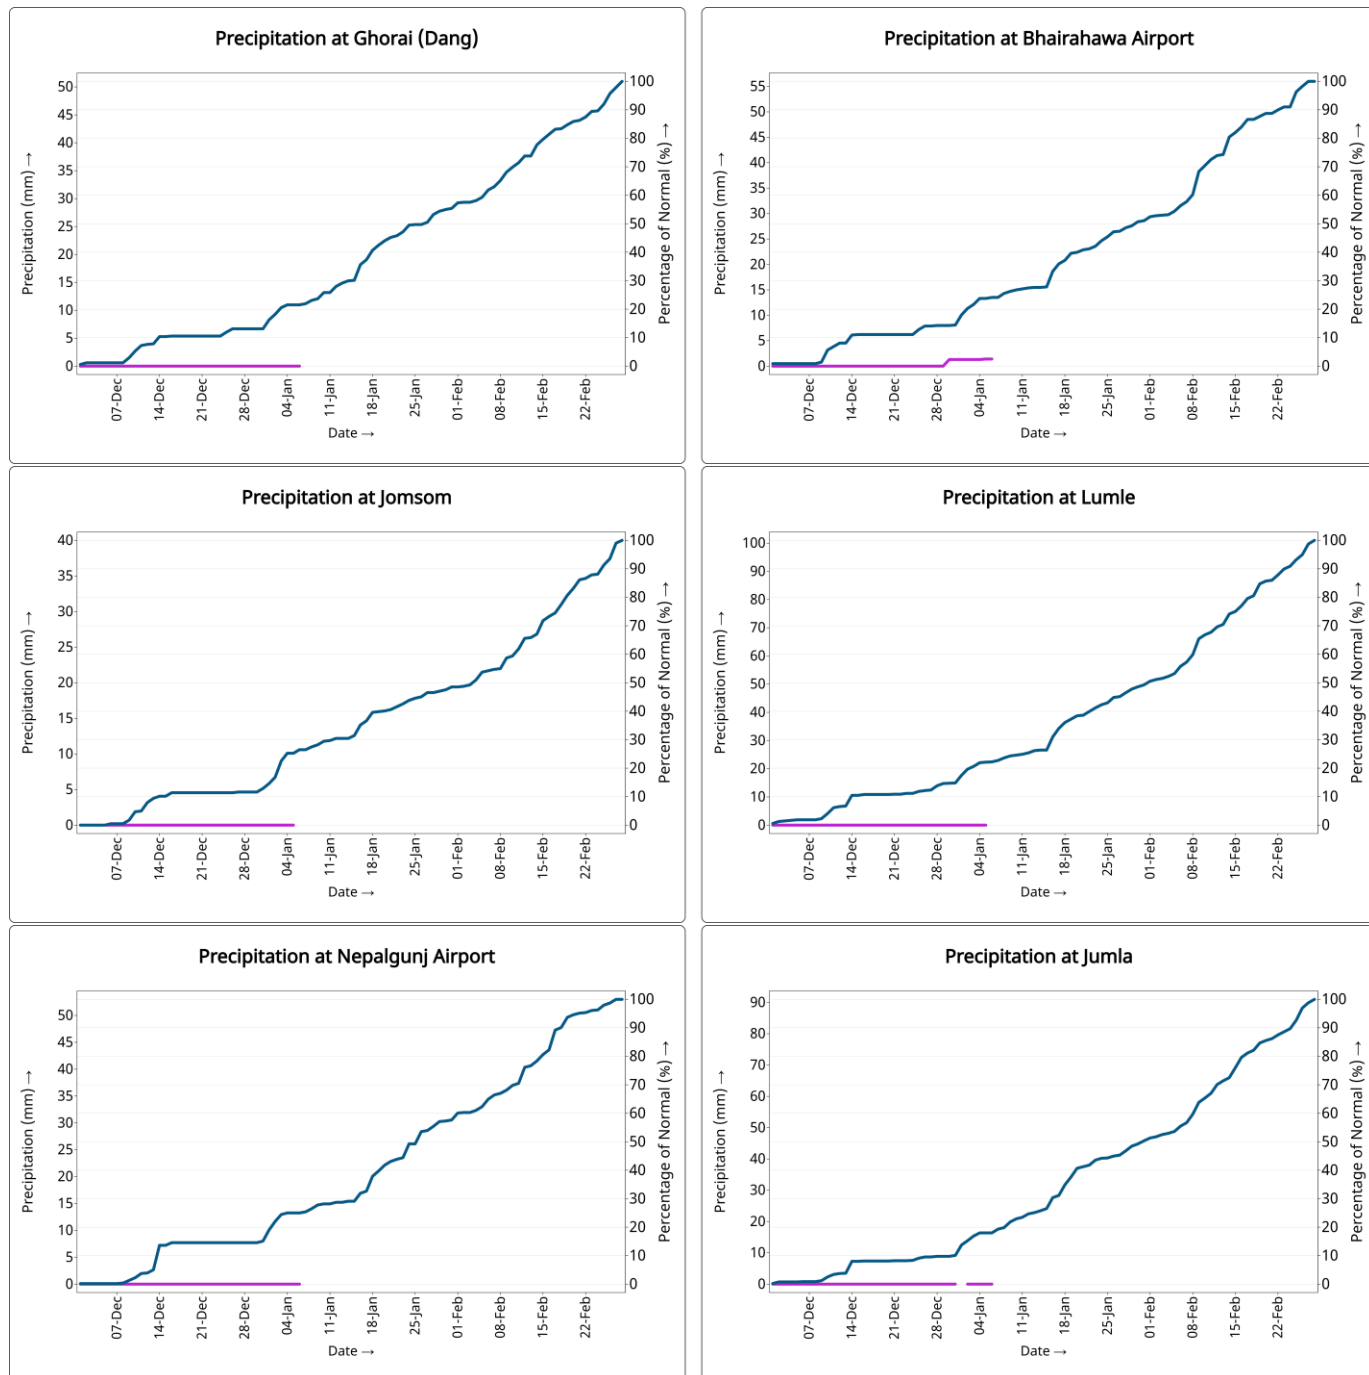 Precipitation at Ghorai (Dang)
Precipitation (mm) →
50
45
40
35
30
25
20
15
10
5
0
100
90
80
70
60
50
40
30
20
10
0
Percentage of Normal (%) →
07-Dec
14-Dec
21-Dec
28-Dec
04-Jan
11-Jan
18-Jan
25-Jan
01-Feb
08-Feb
15-Feb
22-Feb
Date →
Precipitation at Bhairahawa Airport
Precipitation (mm) →
55
50
45
40
35
30
25
20
15
10
5
0
100
90
80
70
60
50
40
30
20
10
0
Percentage of Normal (%) →
07-Dec
14-Dec
21-Dec
28-Dec
04-Jan
11-Jan
18-Jan
25-Jan
01-Feb
08-Feb
15-Feb
22-Feb
Date →
Precipitation at Jomsom
Precipitation (mm) →
40
35
30
25
20
15
10
5
0
100
90
80
70
60
50
40
30
20
10
0
Percentage of Normal (%) →
07-Dec
14-Dec
21-Dec
28-Dec
04-Jan
11-Jan
18-Jan
25-Jan
01-Feb
08-Feb
15-Feb
22-Feb
Date →
Precipitation at Lumle
Precipitation (mm) →
100
90
80
70
60
50
40
30
20
10
0
100
90
80
70
60
50
40
30
20
10
0
Percentage of Normal (%) →
07-Dec
14-Dec
21-Dec
28-Dec
04-Jan
11-Jan
18-Jan
25-Jan
01-Feb
08-Feb
15-Feb
22-Feb
Date →
Precipitation at Nepalgunj Airport
Precipitation (mm) →
50
45
40
35
30
25
20
15
10
5
0
100
90
80
70
60
50
40
30
20
10
0
Percentage of Normal (%) →
07-Dec
14-Dec
21-Dec
28-Dec
04-Jan
11-Jan
18-Jan
25-Jan
01-Feb
08-Feb
15-Feb
22-Feb
Date →
Precipitation at Jumla
Precipitation (mm) →
90
80
70
60
50
40
30
20
10
0
100
90
80
70
60
50
40
30
20
10
0
Percentage of Normal (%) →
07-Dec
14-Dec
21-Dec
28-Dec
04-Jan
11-Jan
18-Jan
25-Jan
01-Feb
08-Feb
15-Feb
22-Feb
Date →